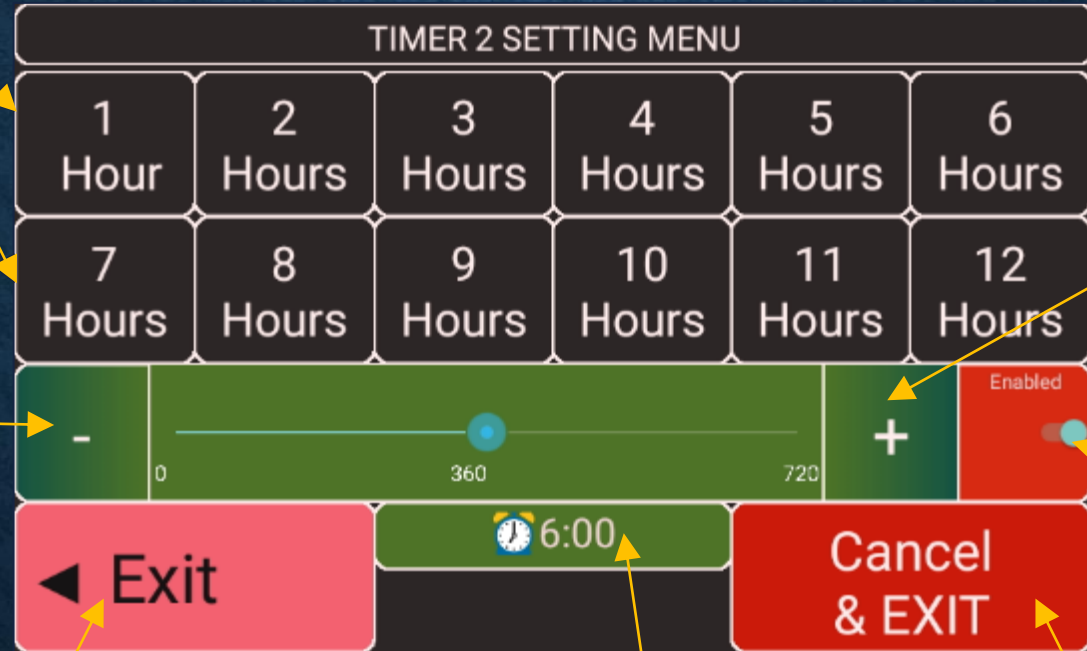 TIMER 2 SETTING MENU
1 Hour
2 Hours
3 Hours
4 Hours
5 Hours
6 Hours
7 Hours
8 Hours
9 Hours
10 Hours
11 Hours
12 Hours
-
+
Enabled
0
360
720
◀ Exit
⏰6:00
Cancel
& EXIT